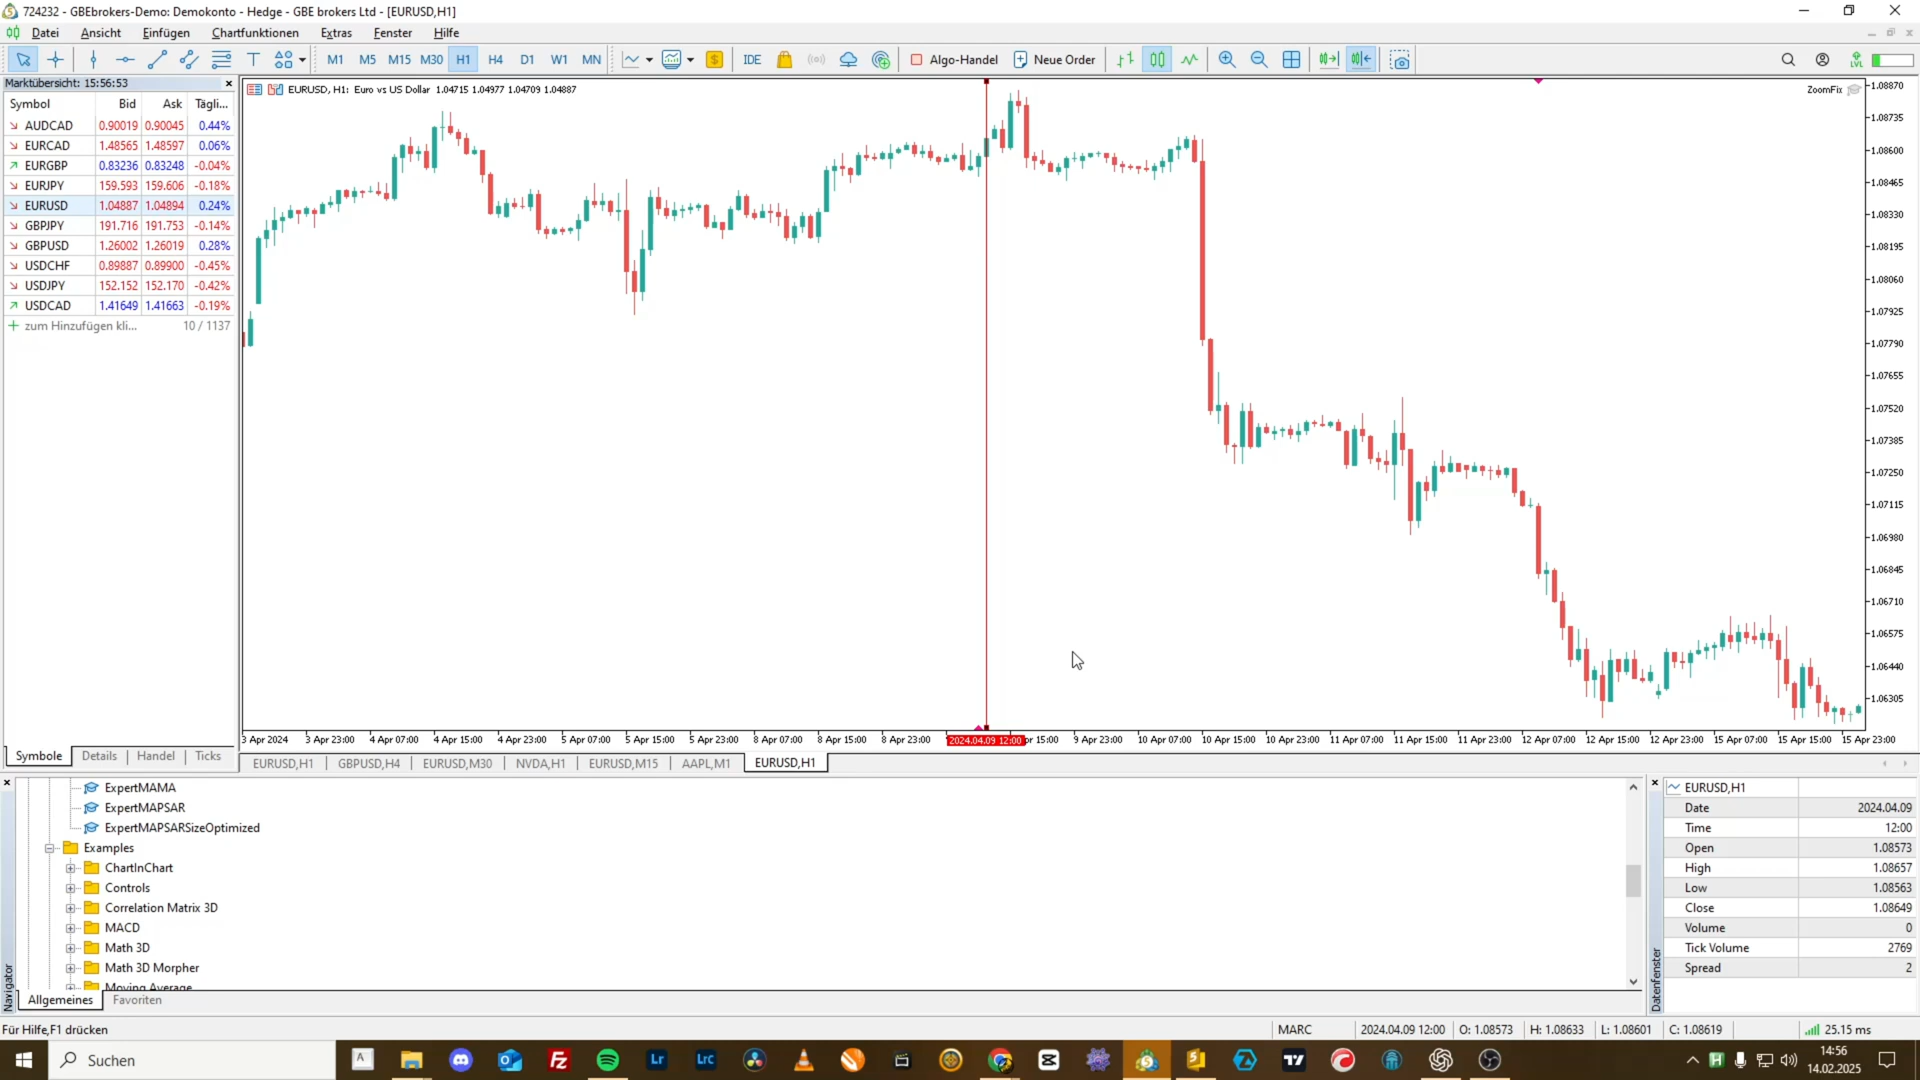 724232 - GBEbrokers-Demo: Demokonto - Hedge - GBE brokers Ltd - [EURUSD,H1]
Datei Ansicht Einfügen Chartfunktionen Extras Fenster Hilfe
M1 M5 M15 M30 H1 H4 D1 W1 MN IDE Algo-Handel Neue Order LVL
Marktübersicht: 15:56:53
Symbol Bid Ask Tägli...
AUDCAD 0.90019 0.90045 0.44%
EURCAD 1.48565 1.48597 0.06%
EURGBP 0.83236 0.83248 -0.04%
EURJPY 159.593 159.606 -0.18%
EURUSD 1.04887 1.04894 0.24%
GBPJPY 191.716 191.753 -0.14%
GBPUSD 1.26002 1.26019 0.28%
USDCHF 0.89887 0.89900 -0.45%
USDJPY 152.152 152.170 -0.42%
USDCAD 1.41649 1.41663 -0.19%
zum Hinzufügen kli... 10 / 1137
Symbole Details Handel Ticks
EURUSD, H1: Euro vs US Dollar 1.04715 1.04977 1.04709 1.04887
ZoomFix
1.08870
1.08735
1.08600
1.08465
1.08330
1.08195
1.08060
1.07925
1.07790
1.07655
1.07520
1.07385
1.07250
1.07115
1.06980
1.06845
1.06710
1.06575
1.06440
1.06305
3 Apr 2024 3 Apr 23:00 4 Apr 07:00 4 Apr 15:00 4 Apr 23:00 5 Apr 07:00 5 Apr 15:00 5 Apr 23:00 8 Apr 07:00 8 Apr 15:00 8 Apr 23:00 2024.04.09 12:00 pr 15:00 9 Apr 23:00 10 Apr 07:00 10 Apr 15:00 10 Apr 23:00 11 Apr 07:00 11 Apr 15:00 11 Apr 23:00 12 Apr 07:00 12 Apr 15:00 12 Apr 23:00 15 Apr 07:00 15 Apr 15:00 15 Apr 23:00
EURUSD,H1 GBPUSD,H4 EURUSD,M30 NVDA,H1 EURUSD,M15 AAPL,M1 EURUSD,H1
ExpertMAMA
ExpertMAPSAR
ExpertMAPSARSizeOptimized
Examples
ChartInChart
Controls
Correlation Matrix 3D
MACD
Math 3D
Math 3D Morpher
Moving Average
Navigator
Allgemeines Favoriten
Datenfenster
EURUSD,H1
Date 2024.04.09
Time 12:00
Open 1.08573
High 1.08657
Low 1.08563
Close 1.08649
Volume 0
Tick Volume 2769
Spread 2
Für Hilfe,F1 drücken MARC 2024.04.09 12:00 O: 1.08573 H: 1.08633 L: 1.08601 C: 1.08619 25.15 ms
Suchen
Lr
LrC
14:56
14.02.2025